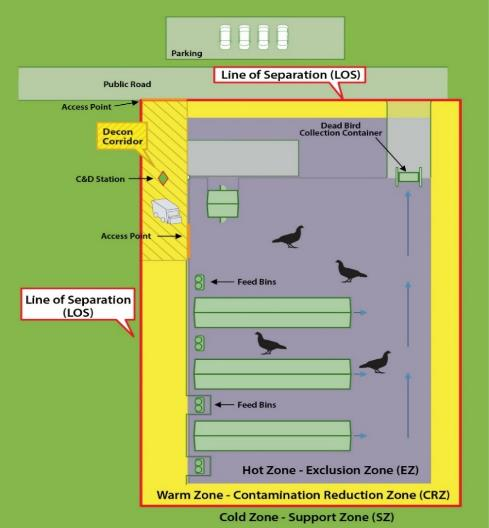 Parking
Public Road
Line of Separation (LOS)
Access Point
Decon
Corridor
Dead Bird
Collection Container
C&D Station
Access Point
Feed Bins
Line of Separation
(LOS)
Feed Bins
Hot Zone - Exclusion Zone (EZ)
Warm Zone - Contamination Reduction Zone (CRZ)
Cold Zone - Support Zone (SZ)